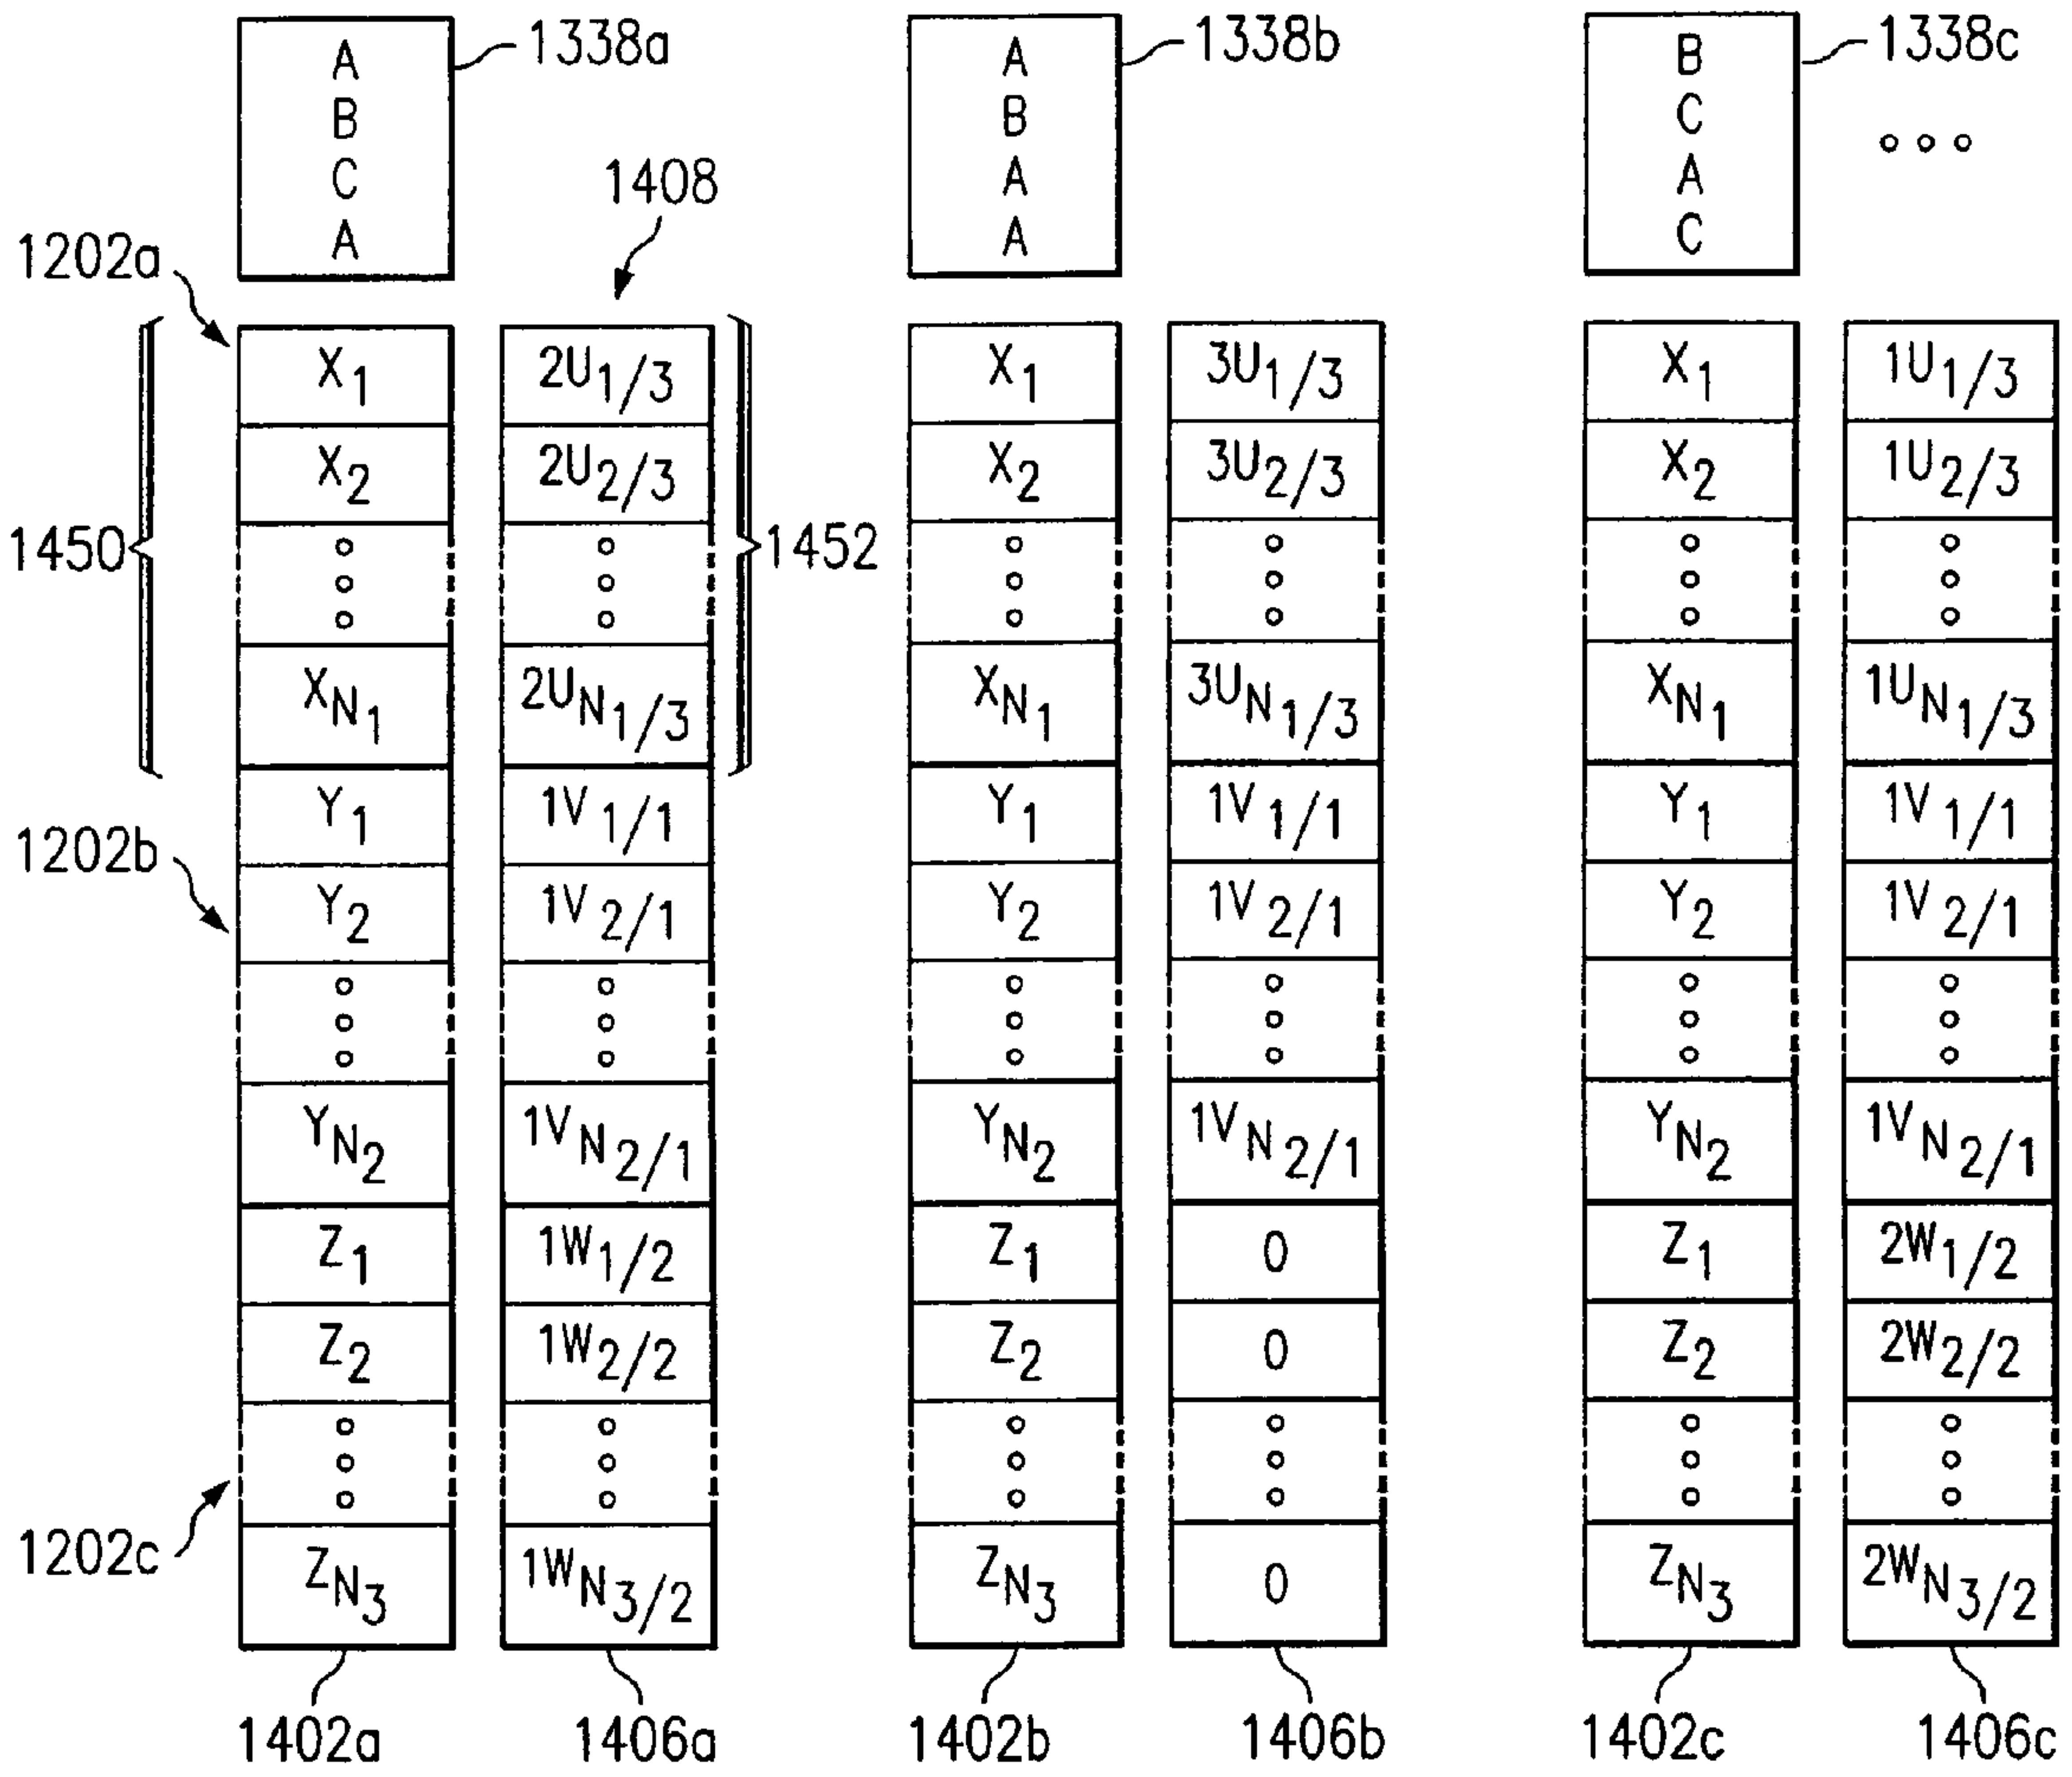 A A B
1338a 1338b 1338c
B B C
C A A
1408
A A C
1202a
X1 2U1/3 X1 3U1/3 X1 1U1/3
X2 2U2/3 X2 3U2/3 X2 1U2/3
1450 1452
XN1 2UN1/3 XN1 3UN1/3 XN1 1UN1/3
Y1 1V1/1 Y1 1V1/1 Y1 1V1/1
1202b
Y2 1V2/1 Y2 1V2/1 Y2 1V2/1
YN2 1VN2/1 YN2 1VN2/1 YN2 1VN2/1
Z1 1W1/2 Z1 0 Z1 2W1/2
Z2 1W2/2 Z2 0 Z2 2W2/2
1202c
ZN3 1WN3/2 ZN3 0 ZN3 2WN3/2
1402a 1406a 1402b 1406b 1402c 1406c